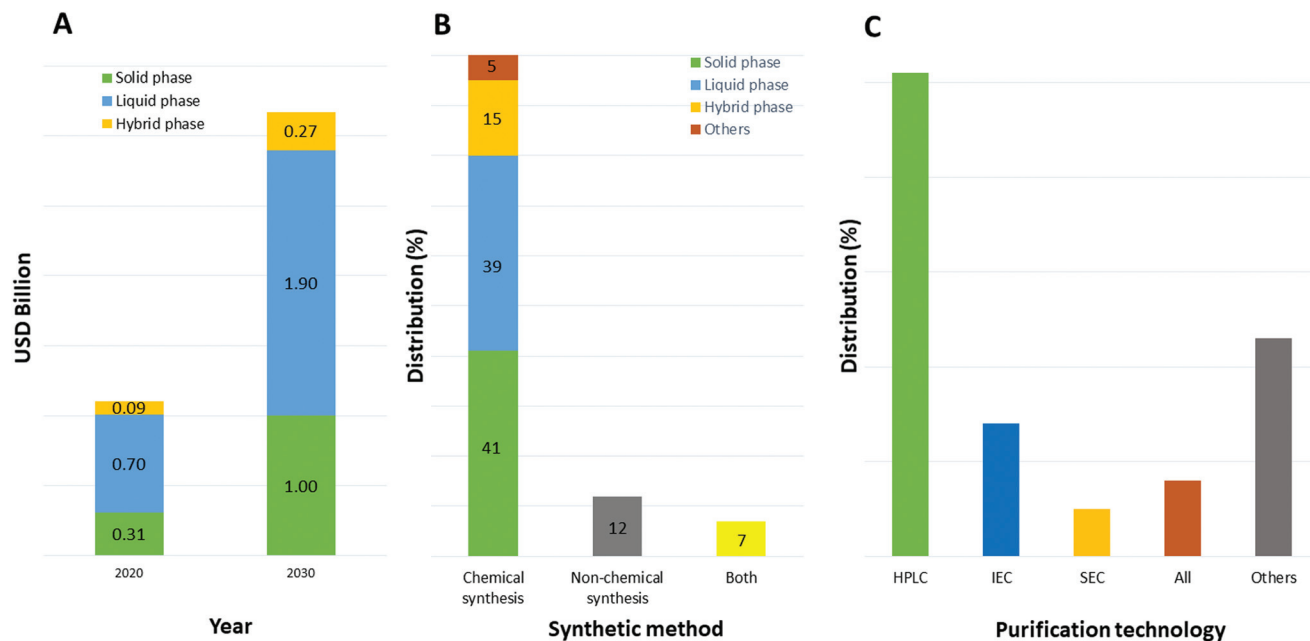 A
Solid phase
Liquid phase
Hybrid phase
USD Billion
0.09
0.70
0.31
0.27
1.90
1.00
2020
2030
Year
B
Solid phase
Liquid phase
Hybrid phase
Others
Distribution (%)
5
15
39
41
12
7
Chemical
synthesis
Non-chemical
synthesis
Both
Synthetic method
C
Distribution (%)
HPLC
IEC
SEC
All
Others
Purification technology